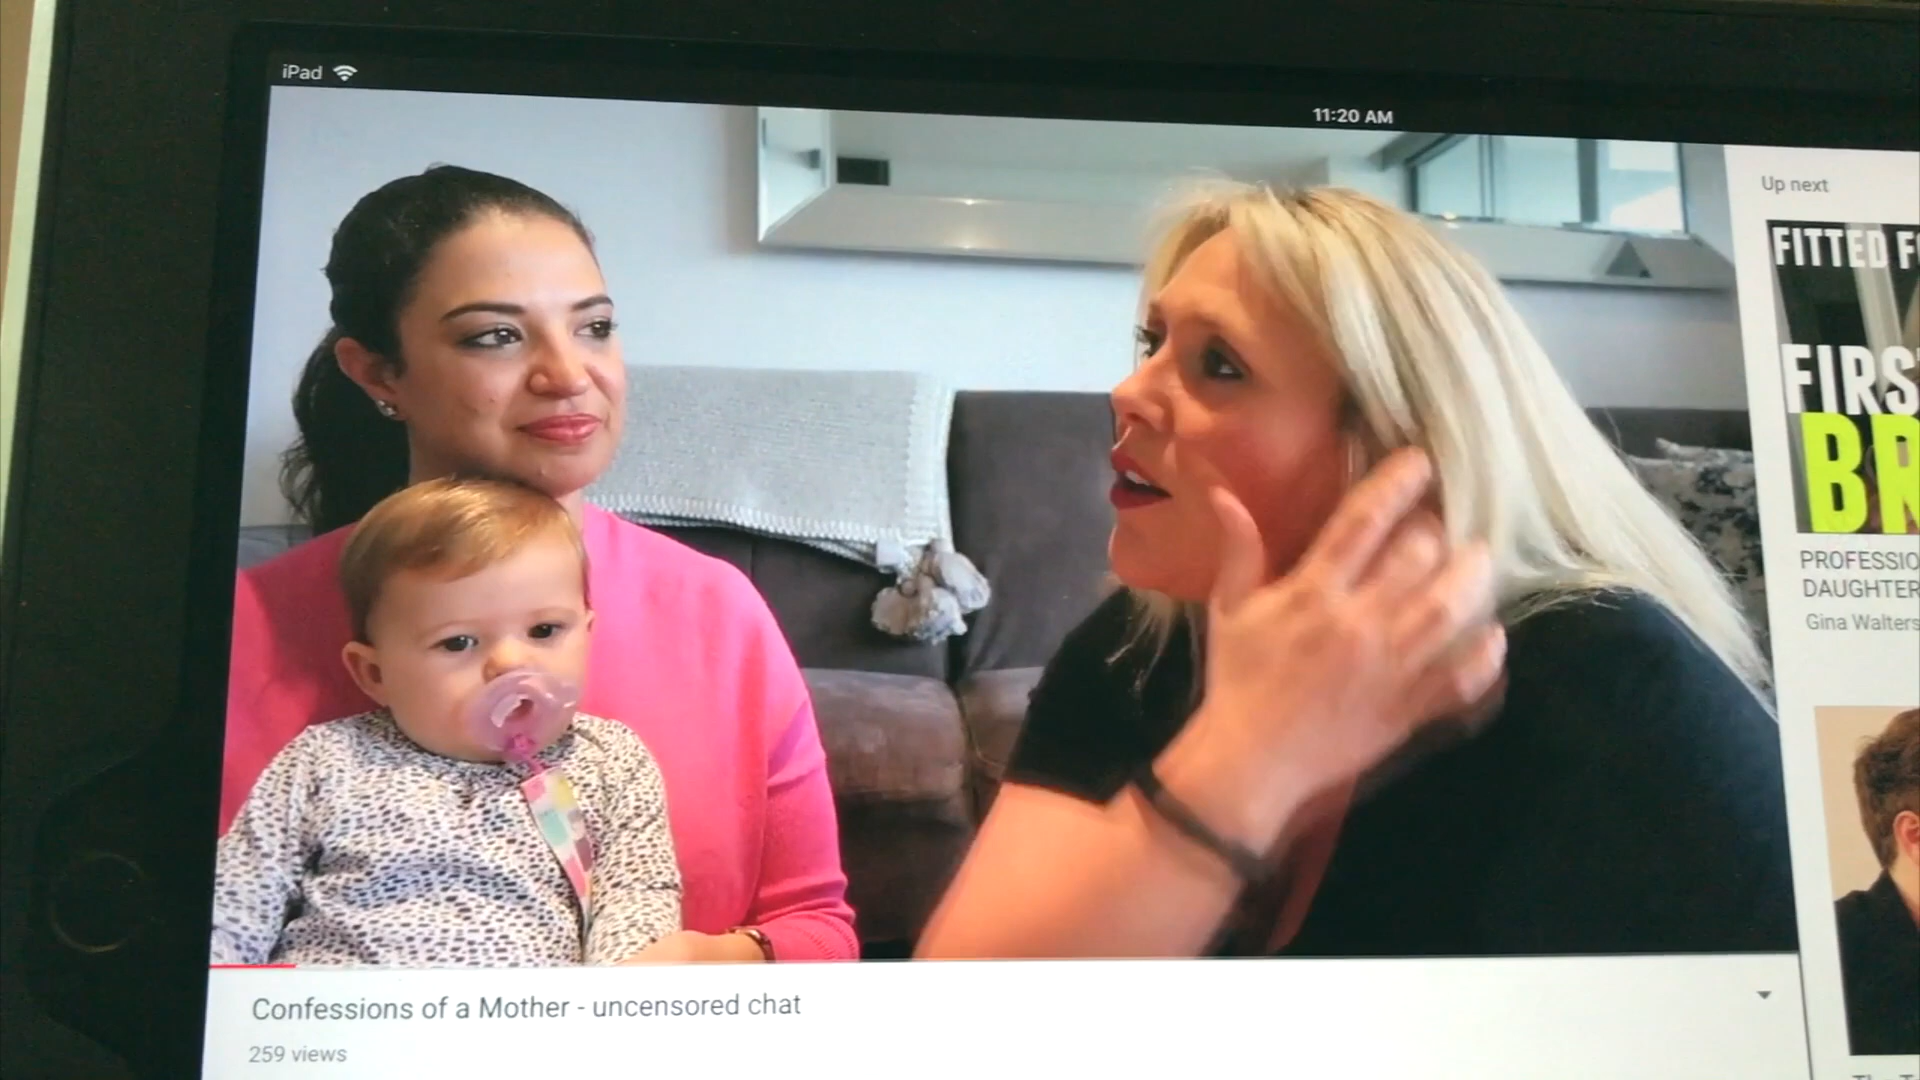 iPad
11:20 AM
Up next
FITTED
FIRS
BR
PROFESSIO
DAUGHTER
Gina Walters
Confessions of a Mother - uncensored chat
259 views